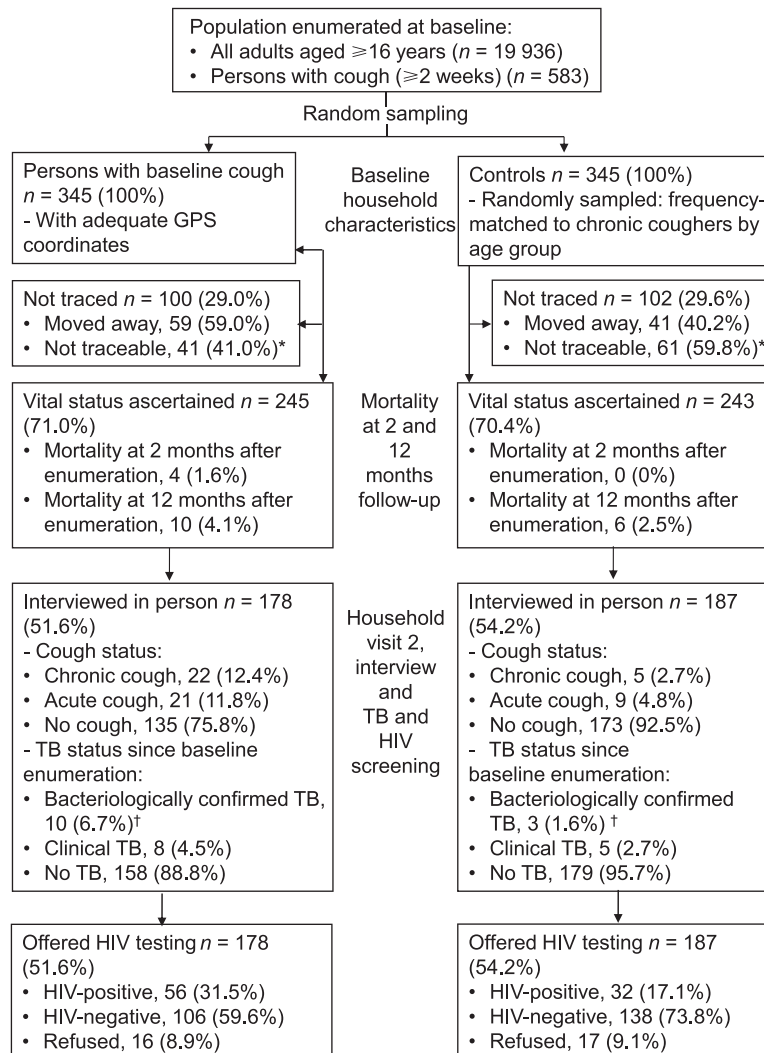 Population enumerated at baseline:
• All adults aged ⩾16 years (n = 19 936)
• Persons with cough (⩾2 weeks) (n = 583)
Random sampling
Persons with baseline cough
n = 345 (100%)
- With adequate GPS
coordinates
Baseline
household
characteristics
Controls n = 345 (100%)
- Randomly sampled: frequency-
matched to chronic coughers by
age group
Not traced n = 100 (29.0%)
• Moved away, 59 (59.0%)
• Not traceable, 41 (41.0%)*
Not traced n = 102 (29.6%)
• Moved away, 41 (40.2%)
• Not traceable, 61 (59.8%)*
Vital status ascertained n = 245
(71.0%)
• Mortality at 2 months after
enumeration, 4 (1.6%)
• Mortality at 12 months after
enumeration, 10 (4.1%)
Mortality
at 2 and
12
months
follow-up
Vital status ascertained n = 243
(70.4%)
• Mortality at 2 months after
enumeration, 0 (0%)
• Mortality at 12 months after
enumeration, 6 (2.5%)
Interviewed in person n = 178
(51.6%)
- Cough status:
• Chronic cough, 22 (12.4%)
• Acute cough, 21 (11.8%)
• No cough, 135 (75.8%)
- TB status since baseline
enumeration:
• Bacteriologically confirmed TB,
10 (6.7%)†
• Clinical TB, 8 (4.5%)
• No TB, 158 (88.8%)
Household
visit 2,
interview
and
TB and
HIV
screening
Interviewed in person n = 187
(54.2%)
- Cough status:
• Chronic cough, 5 (2.7%)
• Acute cough, 9 (4.8%)
• No cough, 173 (92.5%)
- TB status since
baseline enumeration:
• Bacteriologically confirmed
TB, 3 (1.6%) †
• Clinical TB, 5 (2.7%)
• No TB, 179 (95.7%)
Offered HIV testing n = 178
(51.6%)
• HIV-positive, 56 (31.5%)
• HIV-negative, 106 (59.6%)
• Refused, 16 (8.9%)
Offered HIV testing n = 187
(54.2%)
• HIV-positive, 32 (17.1%)
• HIV-negative, 138 (73.8%)
• Refused, 17 (9.1%)